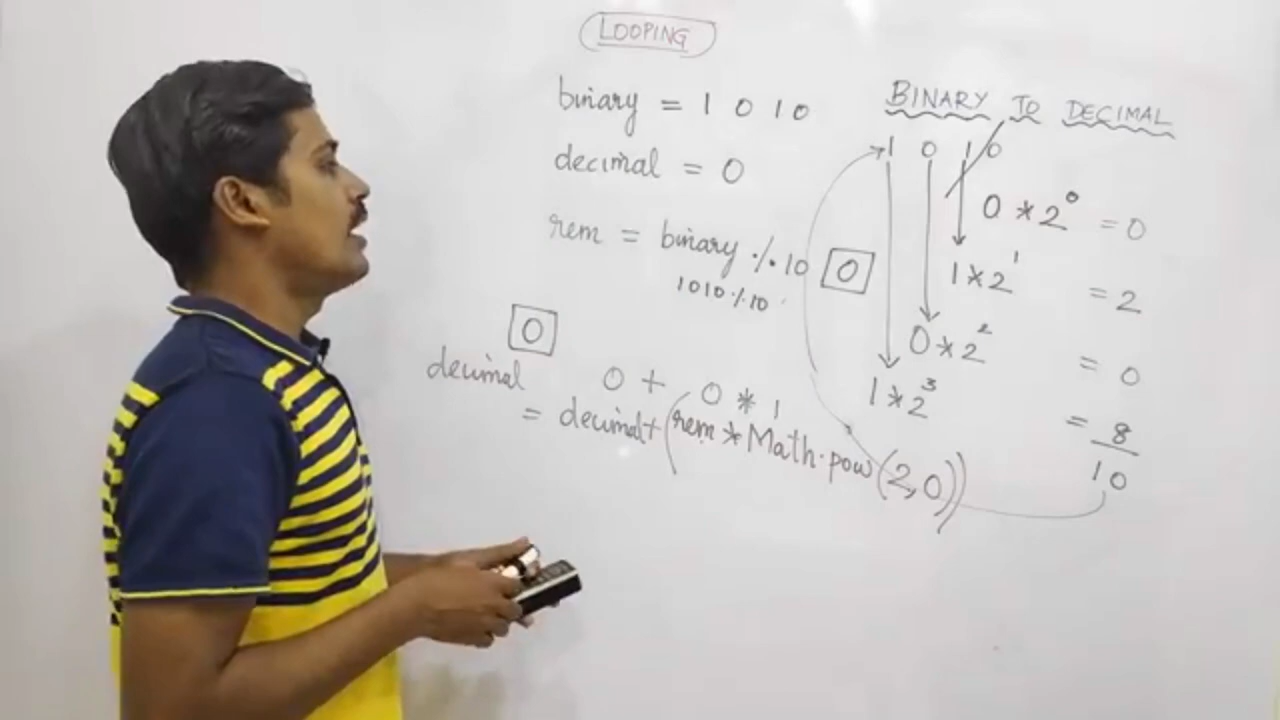 LOOPING
binary = 1 0 1 0
decimal = 0
rem = binary % 10 0
1010 % 10
0
decimal 0 + 0 * 1
= decimal + (rem * Math.pow(2,0))
BINARY TO DECIMAL
1 0 1 0
0 * 2⁰ = 0
1 * 2¹ = 2
0 * 2² = 0
1 * 2³ = 8
10